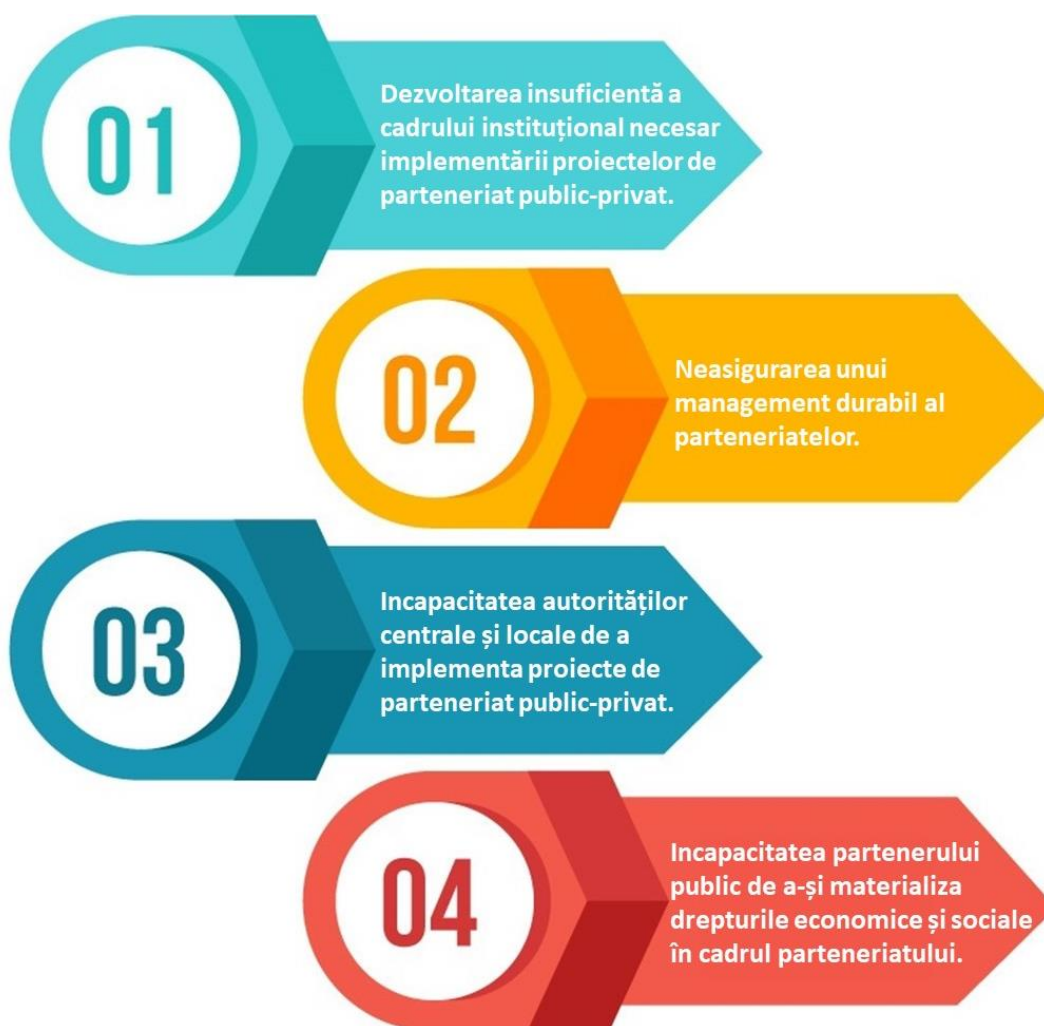 01
Dezvoltarea insuficientă a
cadrului instituțional necesar
implementării proiectelor de
parteneriat public-privat.
02
Neasigurarea unui
management durabil al
parteneriatelor.
03
Incapacitatea autorităților
centrale și locale de a
implementa proiecte de
parteneriat public-privat.
04
Incapacitatea partenerului
public de a-și materializa
drepturile economice și sociale
în cadrul parteneriatului.